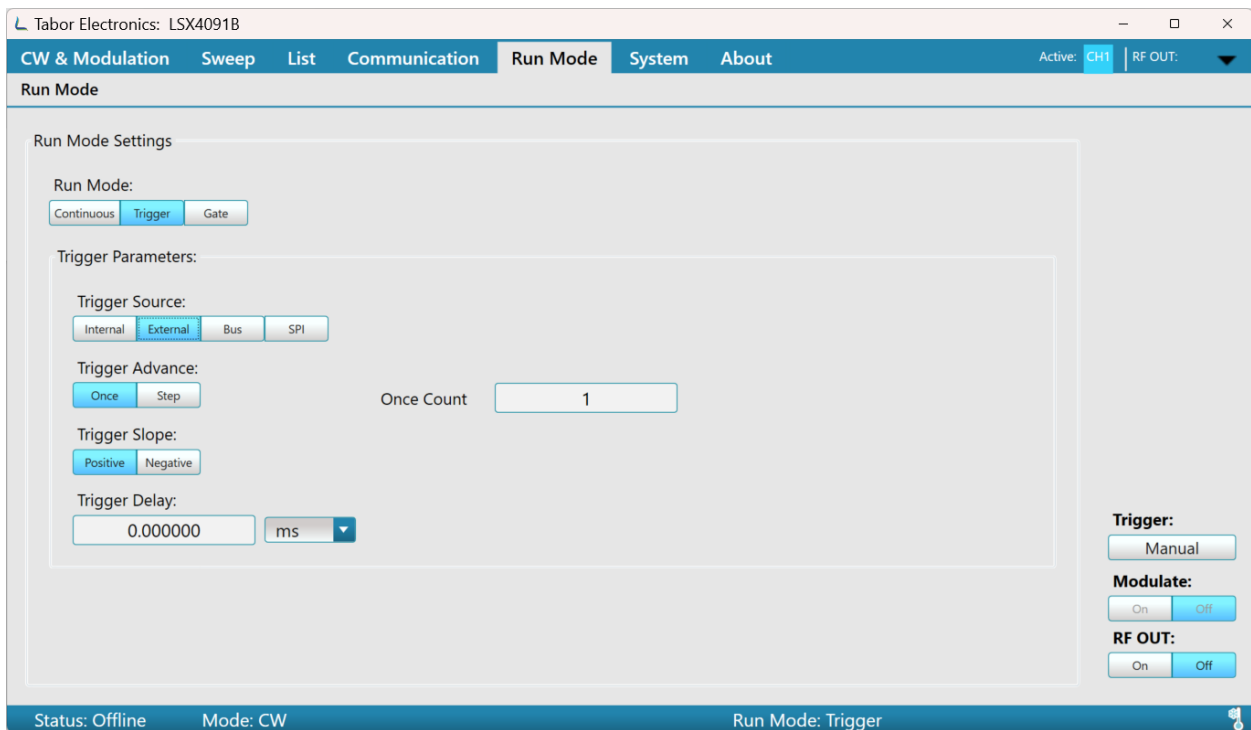 Tabor Electronics: LSX4091B
CW & Modulation Sweep List Communication Run Mode System About Active: CH1 RF OUT:
Run Mode
Run Mode Settings
Run Mode:
Continuous Trigger Gate
Trigger Parameters:
Trigger Source:
Internal External Bus SPI
Trigger Advance:
Once Step
Once Count 1
Trigger Slope:
Positive Negative
Trigger Delay:
0.000000 ms
Trigger:
Manual
Modulate:
On Off
RF OUT:
On Off
Status: Offline Mode: CW Run Mode: Trigger